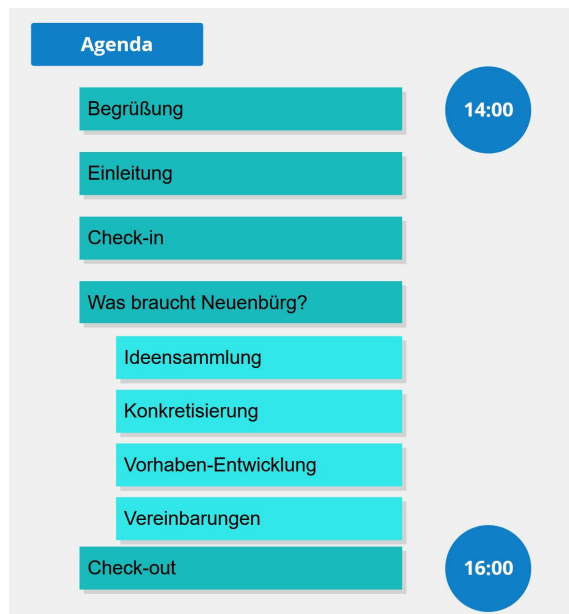 Agenda
Begrüßung
14:00
Einleitung
Check-in
Was braucht Neuenbürg?
Ideensammlung
Konkretisierung
Vorhaben-Entwicklung
Vereinbarungen
Check-out
16:00